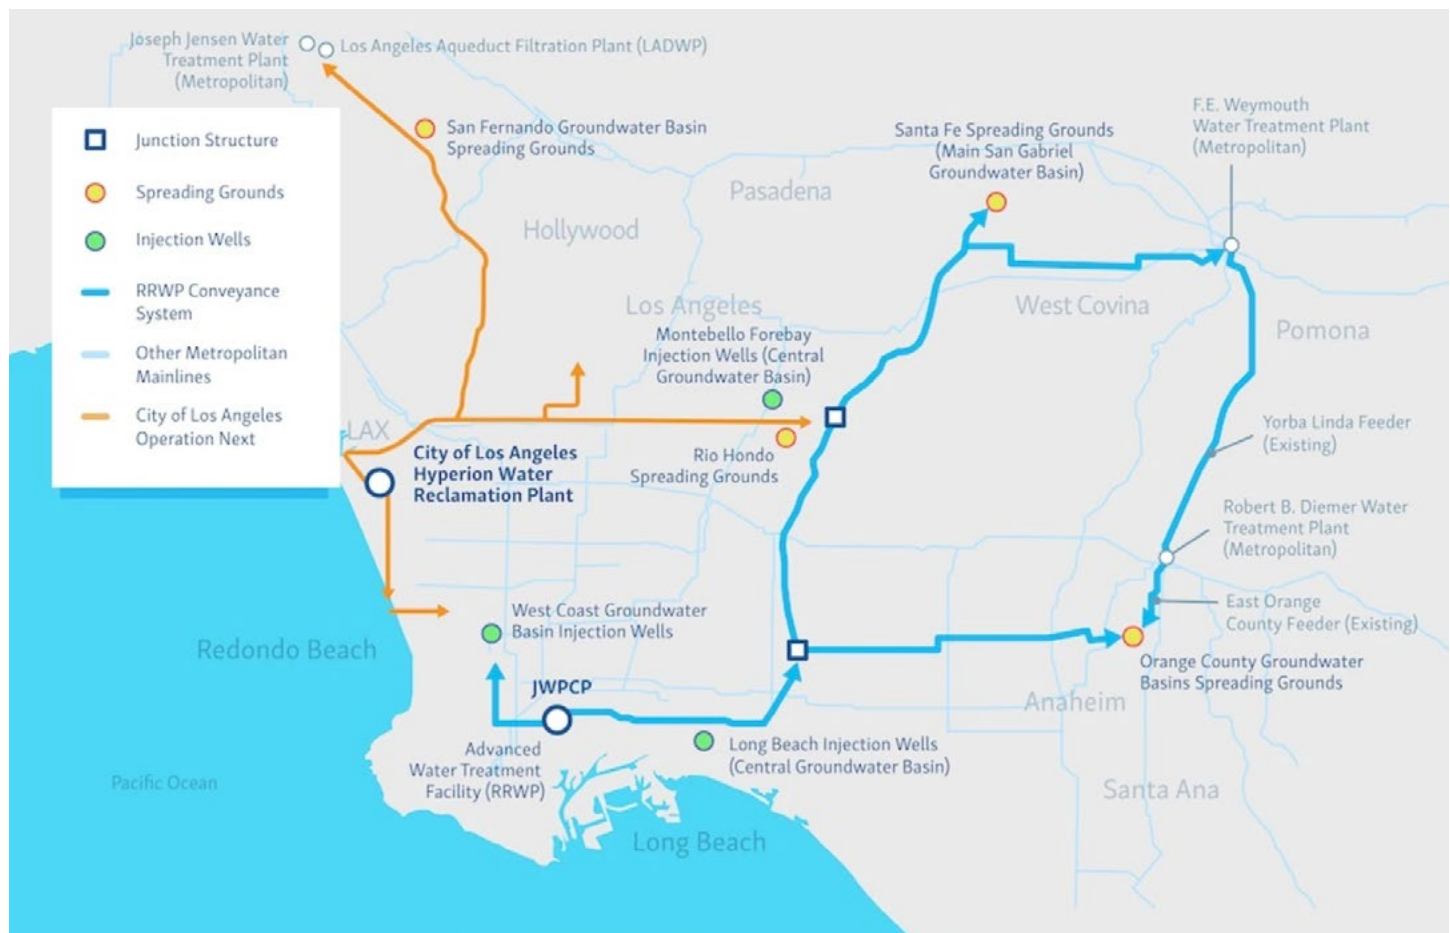 Joseph Jensen Water
Treatment Plant
(Metropolitan)
Los Angeles Aqueduct Filtration Plant (LADWP)
San Fernando Groundwater Basin
Spreading Grounds
Junction Structure
Spreading Grounds
Injection Wells
RRWP Conveyance
System
Other Metropolitan
Mainlines
City of Los Angeles
Operation Next
Santa Fe Spreading Grounds
(Main San Gabriel
Groundwater Basin)
F.E. Weymouth
Water Treatment Plant
(Metropolitan)
Pasadena
Hollywood
Los Angeles
West Covina
Pomona
Montebello Forebay
Injection Wells (Central
Groundwater Basin)
LAX
City of Los Angeles
Hyperion Water
Reclamation Plant
Rio Hondo
Spreading Grounds
Yorba Linda Feeder
(Existing)
Robert B. Diemer Water
Treatment Plant
(Metropolitan)
East Orange
County Feeder (Existing)
West Coast Groundwater
Basin Injection Wells
Redondo Beach
Orange County Groundwater
Basins Spreading Grounds
JWPCP
Anaheim
Advanced
Water Treatment
Facility (RRWP)
Long Beach Injection Wells
(Central Groundwater Basin)
Pacific Ocean
Santa Ana
Long Beach